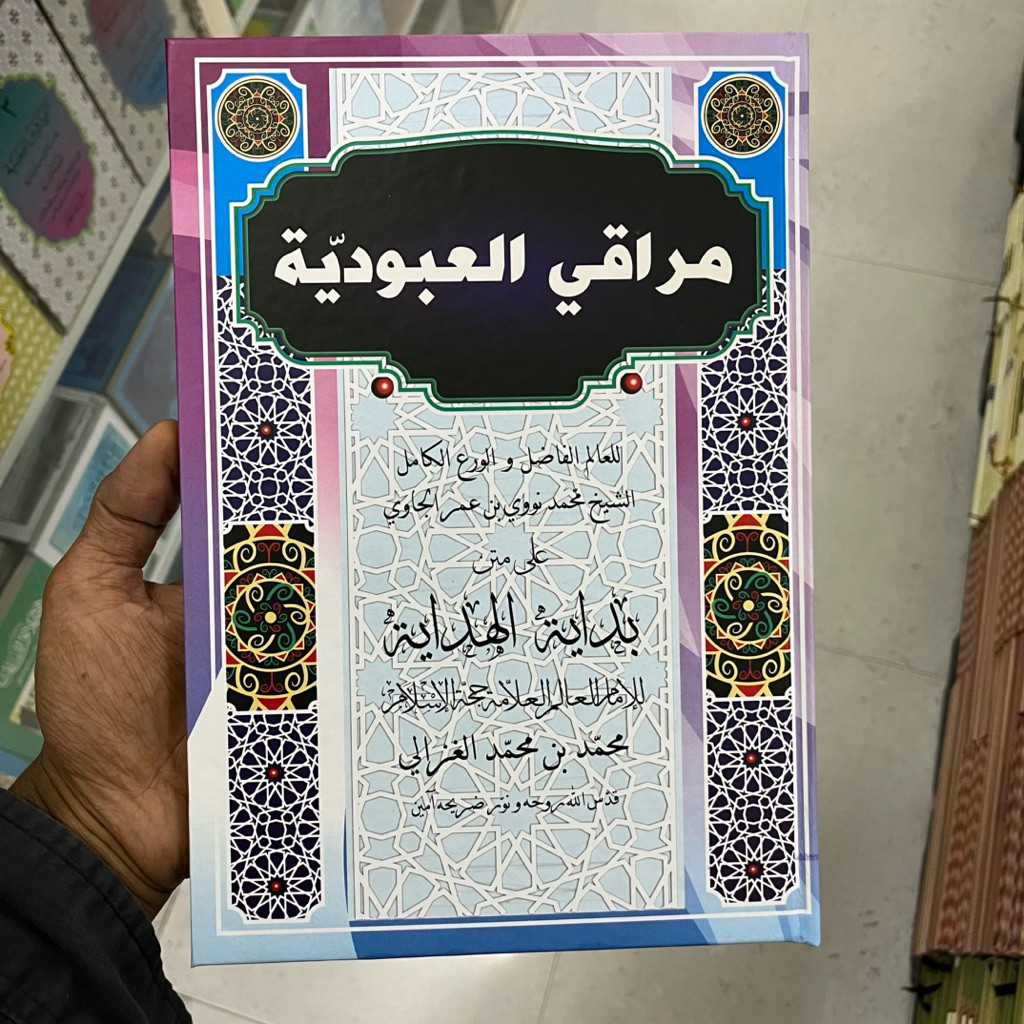 مراقي العبوديّة
للعالم الفاضل و الورع الكامل
الشيخ محمد نووي بن عمر الجاوي
على متن
بداية الهداية
للإمام العالم العلامة حجة الإسلام
محمّد بن محمّد الغزالي
قدّس الله روحه و نور ضريحه آمين